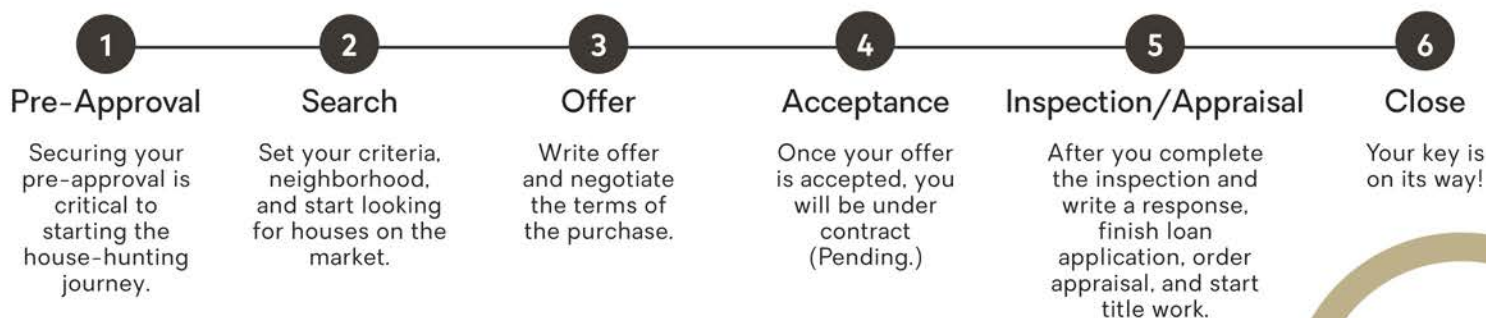 1
Pre-Approval
Securing your
pre-approval is
critical to
starting the
house-hunting
journey.
2
Search
Set your criteria,
neighborhood,
and start looking
for houses on the
market.
3
Offer
Write offer
and negotiate
the terms of
the purchase.
4
Acceptance
Once your offer
is accepted, you
will be under
contract
(Pending.)
5
Inspection/Appraisal
After you complete
the inspection and
write a response,
finish loan
application, order
appraisal, and start
title work.
6
Close
Your key is
on its way!